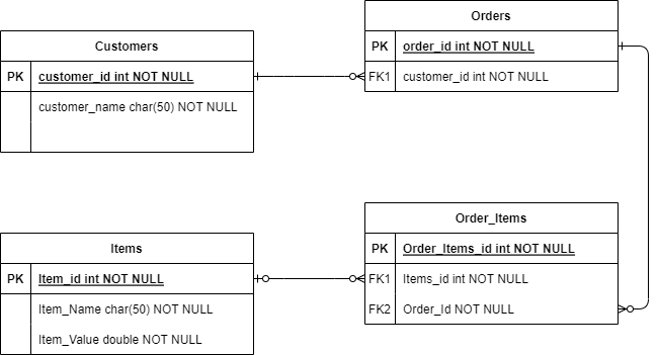 Customers
PK customer_id int NOT NULL
customer_name char(50) NOT NULL
Orders
PK order_id int NOT NULL
FK1 customer_id int NOT NULL
Items
PK Item_id int NOT NULL
Item_Name char(50) NOT NULL
Item_Value double NOT NULL
Order_Items
PK Order_Items_id int NOT NULL
FK1 Items_id int NOT NULL
FK2 Order_Id NOT NULL